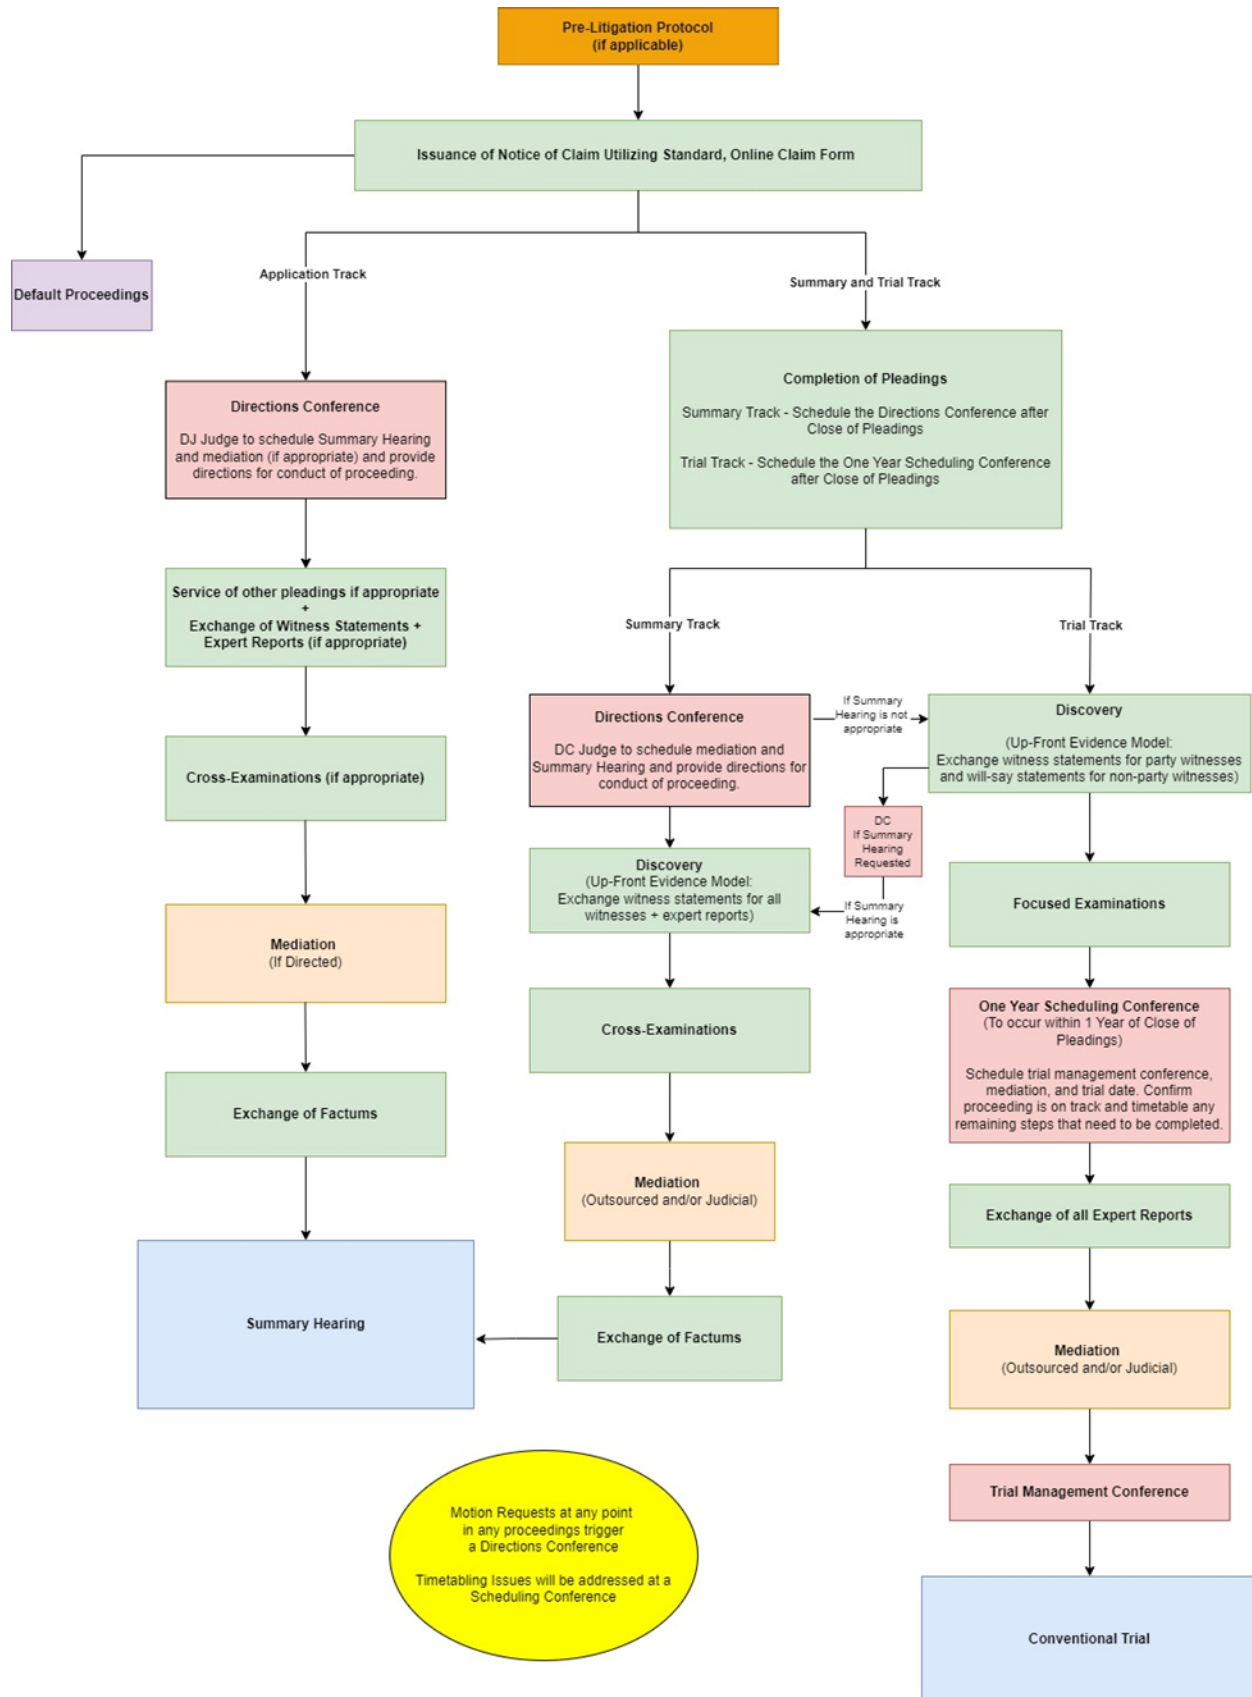 Pre-Litigation Protocol
(if applicable)
Issuance of Notice of Claim Utilizing Standard, Online Claim Form
Default Proceedings
Application Track
Summary and Trial Track
Directions Conference
DJ Judge to schedule Summary Hearing
and mediation (if appropriate) and provide
directions for conduct of proceeding.
Completion of Pleadings
Summary Track - Schedule the Directions Conference after
Close of Pleadings
Trial Track - Schedule the One Year Scheduling Conference
after Close of Pleadings
Service of other pleadings if appropriate
+
Exchange of Witness Statements +
Expert Reports (if appropriate)
Cross-Examinations (if appropriate)
Mediation
(If Directed)
Exchange of Factums
Summary Hearing
Summary Track
Trial Track
Directions Conference
DC Judge to schedule mediation and
Summary Hearing and provide directions for
conduct of proceeding.
If Summary
Hearing is not
appropriate
Discovery
(Up-Front Evidence Model:
Exchange witness statements for party witnesses
and will-say statements for non-party witnesses)
DC
If Summary
Hearing
Requested
If Summary
Hearing is
appropriate
Discovery
(Up-Front Evidence Model:
Exchange witness statements for all
witnesses + expert reports)
Cross-Examinations
Mediation
(Outsourced and/or Judicial)
Exchange of Factums
Focused Examinations
One Year Scheduling Conference
(To occur within 1 Year of Close of
Pleadings)
Schedule trial management conference,
mediation, and trial date. Confirm
proceeding is on track and timetable any
remaining steps that need to be completed.
Exchange of all Expert Reports
Mediation
(Outsourced and/or Judicial)
Trial Management Conference
Conventional Trial
Motion Requests at any point
in any proceedings trigger
a Directions Conference
Timetabling Issues will be addressed at a
Scheduling Conference